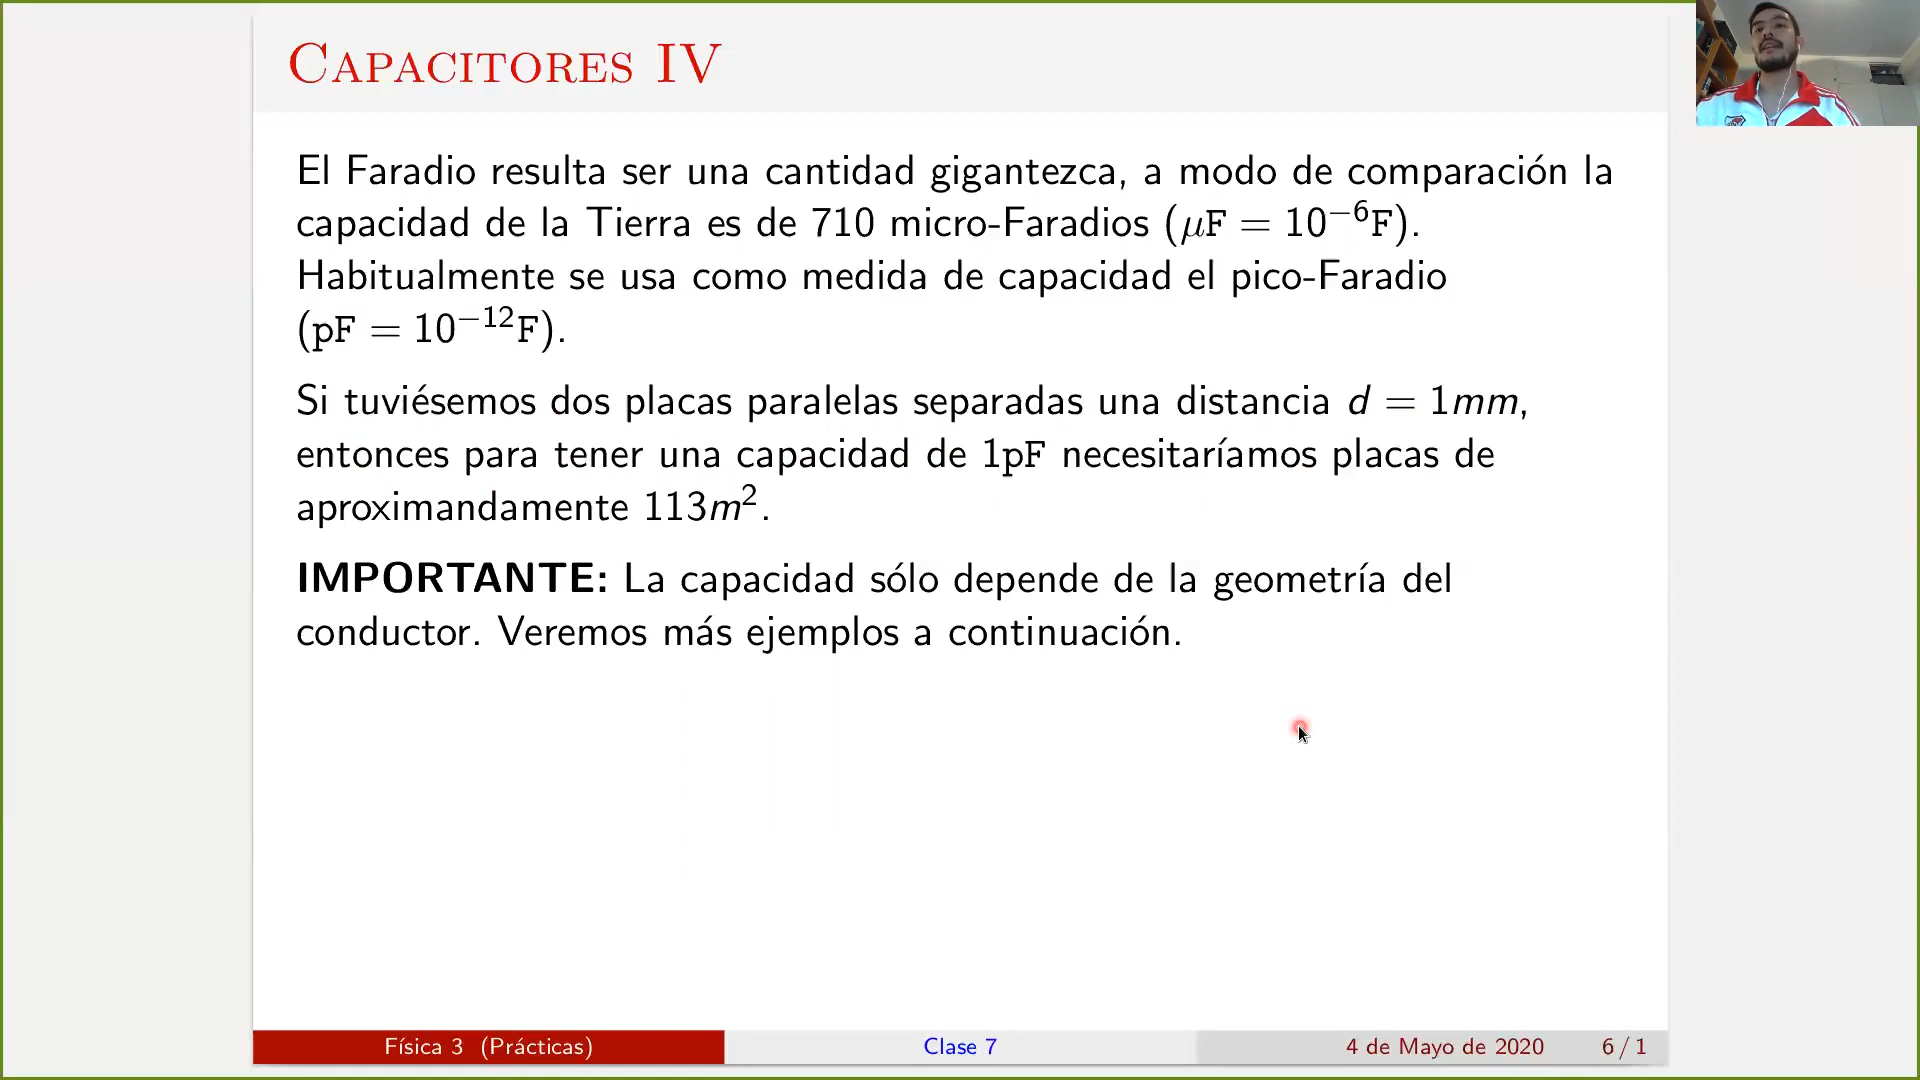 CAPACITORES IV
El Faradio resulta ser una cantidad gigantezca, a modo de comparación la
capacidad de la Tierra es de 710 micro-Faradios (μF = 10⁻⁶F).
Habitualmente se usa como medida de capacidad el pico-Faradio
(pF = 10⁻¹²F).
Si tuviésemos dos placas paralelas separadas una distancia d = 1mm,
entonces para tener una capacidad de 1pF necesitaríamos placas de
aproximandamente 113m².
IMPORTANTE: La capacidad sólo depende de la geometría del
conductor. Veremos más ejemplos a continuación.
Física 3 (Prácticas)
Clase 7
4 de Mayo de 2020
6 / 1